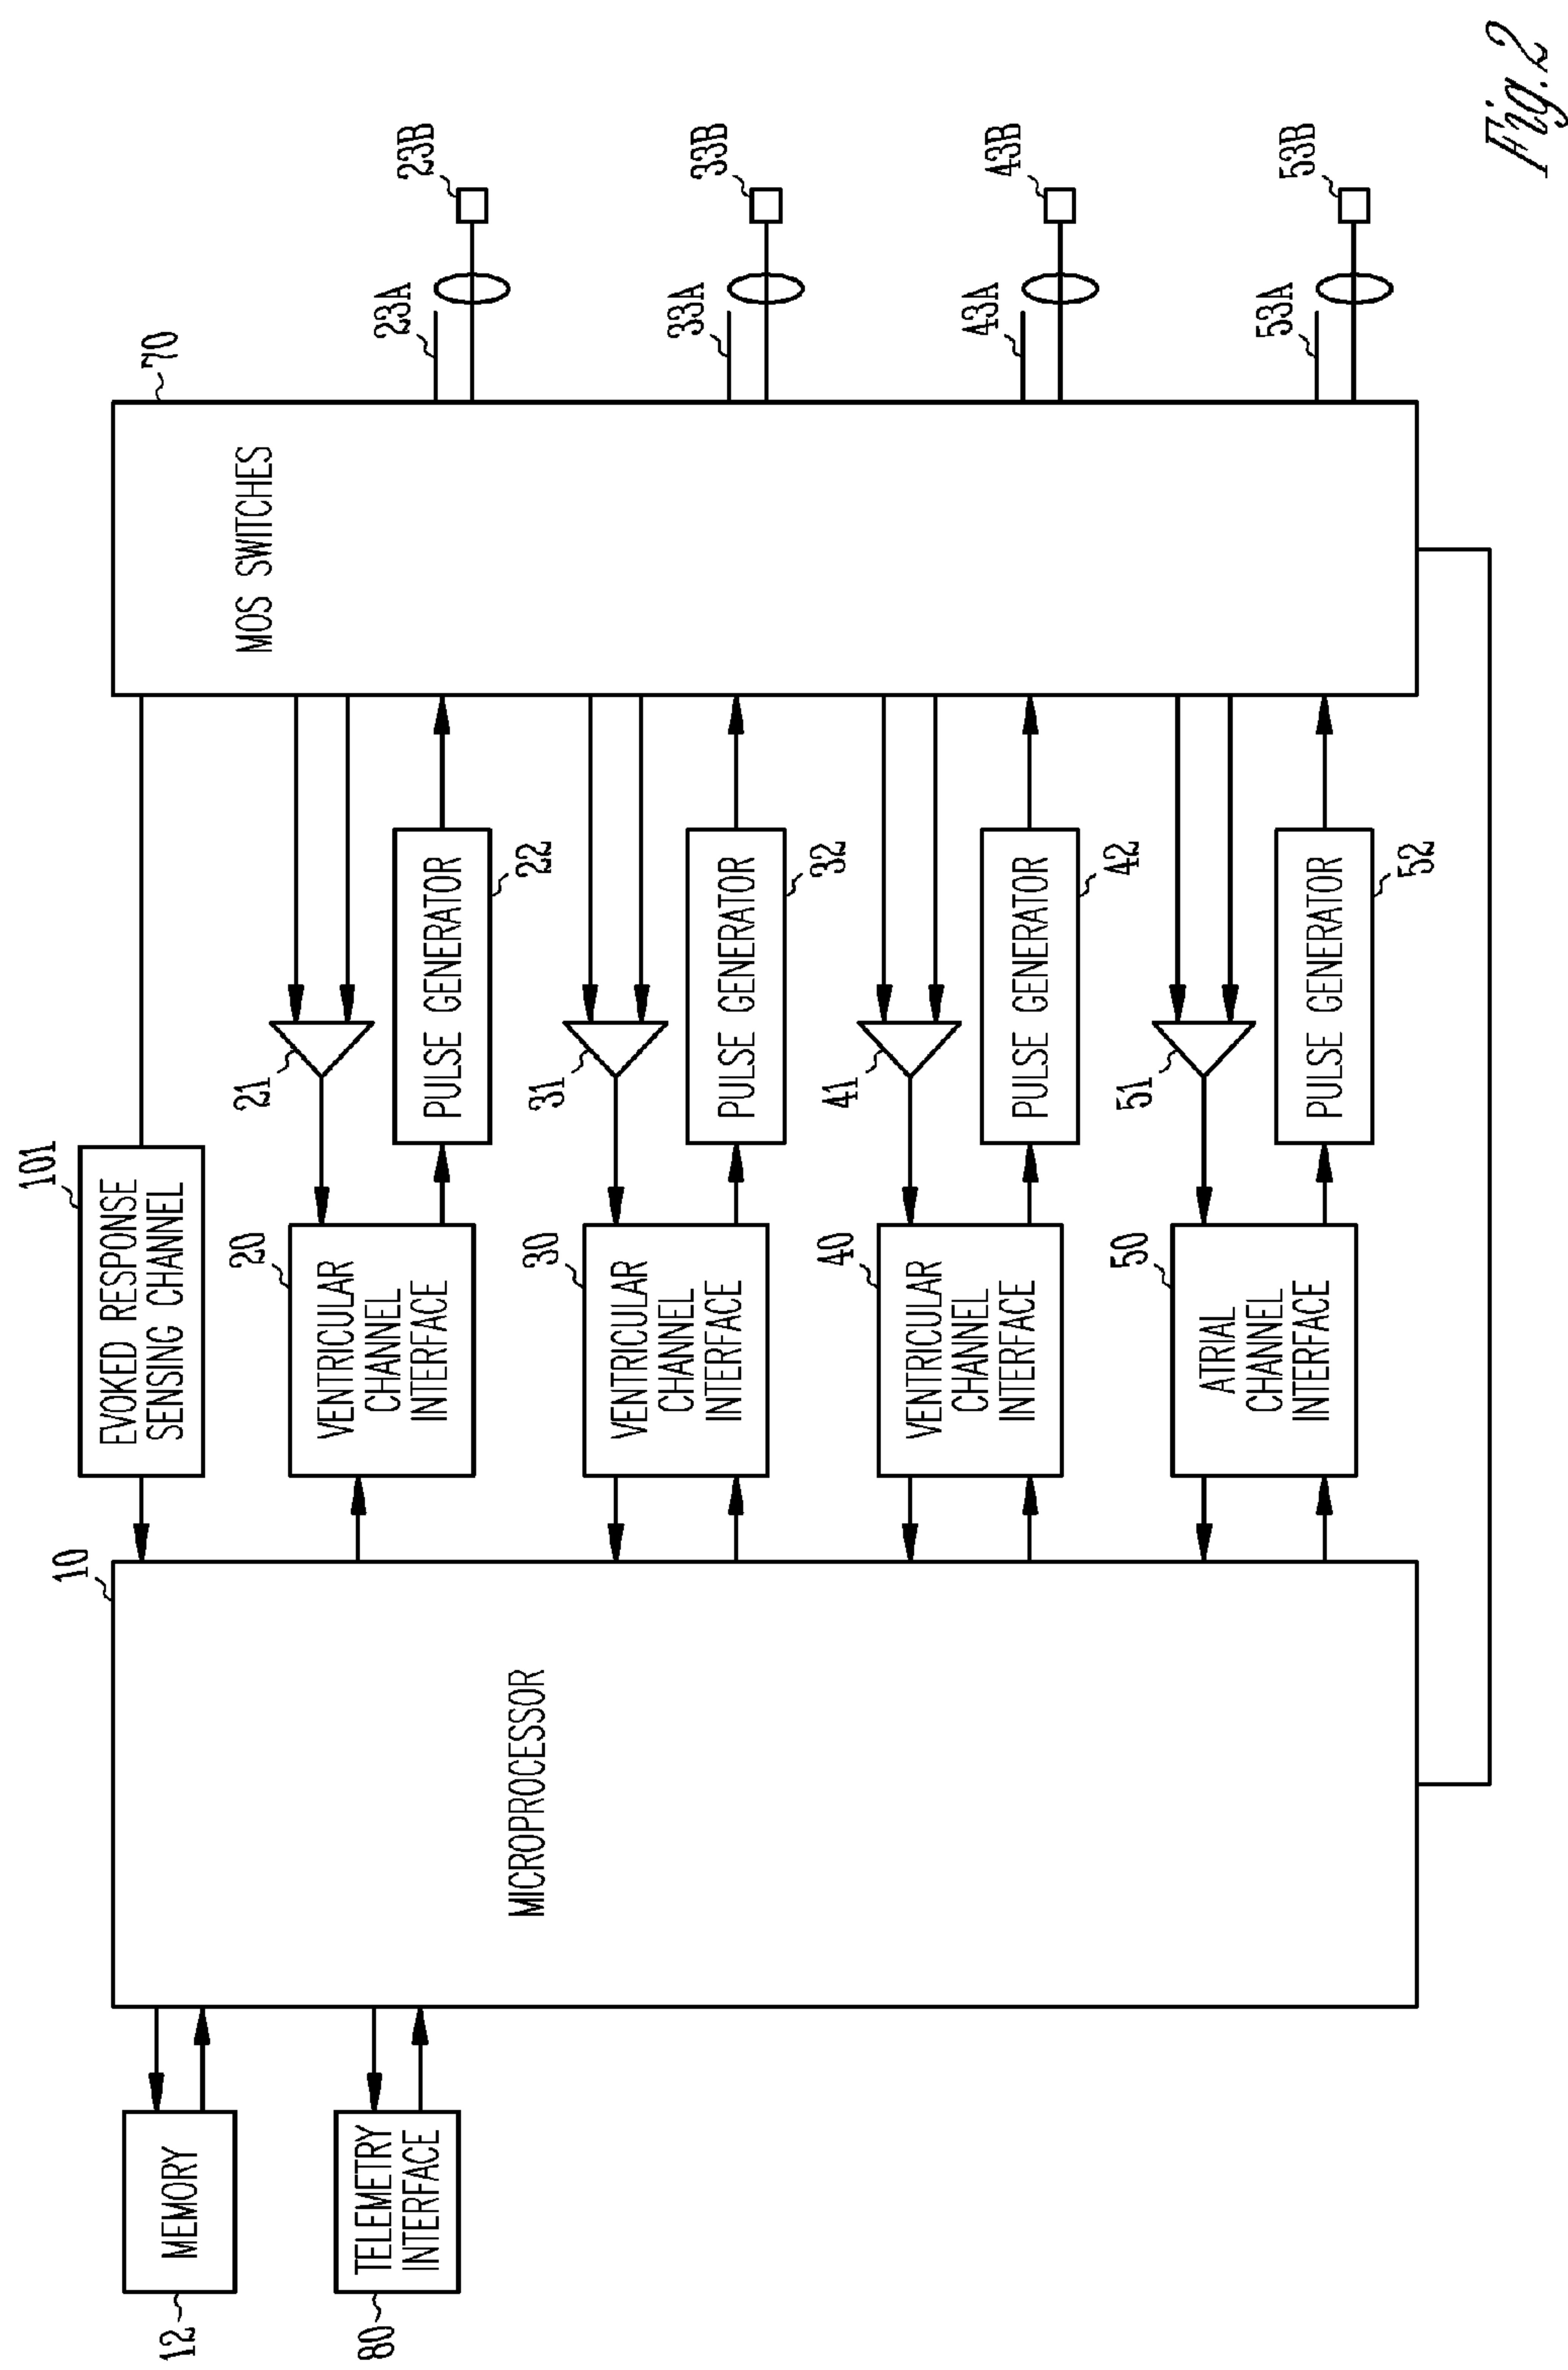 101
EVOKED RESPONSE
SENSING CHANNEL
10
70
12
MEMORY
MICROPROCESSOR
MOS SWITCHES
20
VENTRICULAR
CHANNEL
INTERFACE
21
PULSE GENERATOR
22
23A
23B
80
TELEMETRY
INTERFACE
30
VENTRICULAR
CHANNEL
INTERFACE
31
PULSE GENERATOR
32
33A
33B
40
VENTRICULAR
CHANNEL
INTERFACE
41
PULSE GENERATOR
42
43A
43B
50
ATRIAL
CHANNEL
INTERFACE
51
PULSE GENERATOR
52
53A
53B
Fig.2